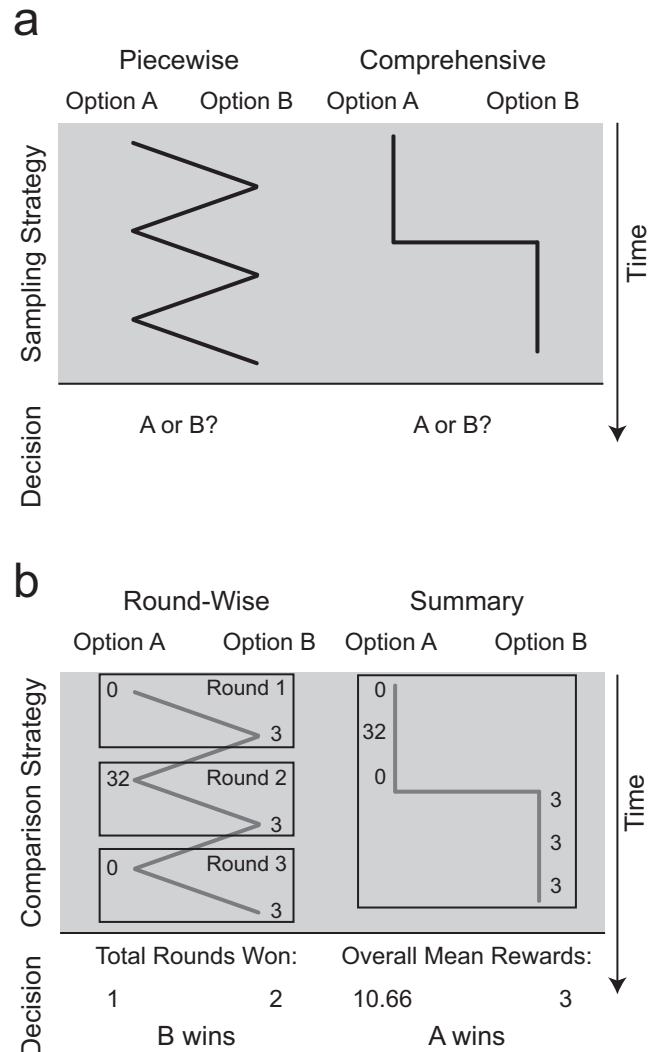 a
Piecewise Comprehensive
Option A Option B Option A Option B
Sampling Strategy
Time
Decision
A or B? A or B?
b
Round-Wise Summary
Option A Option B Option A Option B
Comparison Strategy
Time
0 Round 1 0
3 32
32 Round 2 0
3 3
0 Round 3 3
3 3
Decision
Total Rounds Won: Overall Mean Rewards:
1 2 10.66 3
B wins A wins